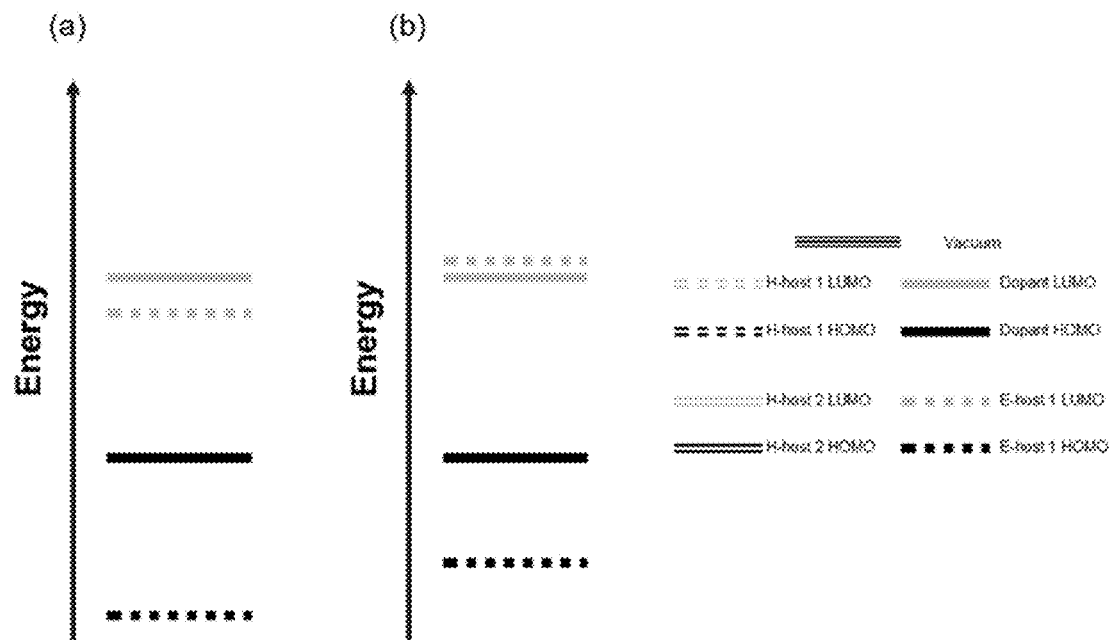 (a)
(b)
Energy
Energy
Vacuum
H-host 1 LUMO
Dopant LUMO
H-host 1 HOMO
Dopant HOMO
H-host 2 LUMO
E-host 1 LUMO
H-host 2 HOMO
E-host 1 HOMO